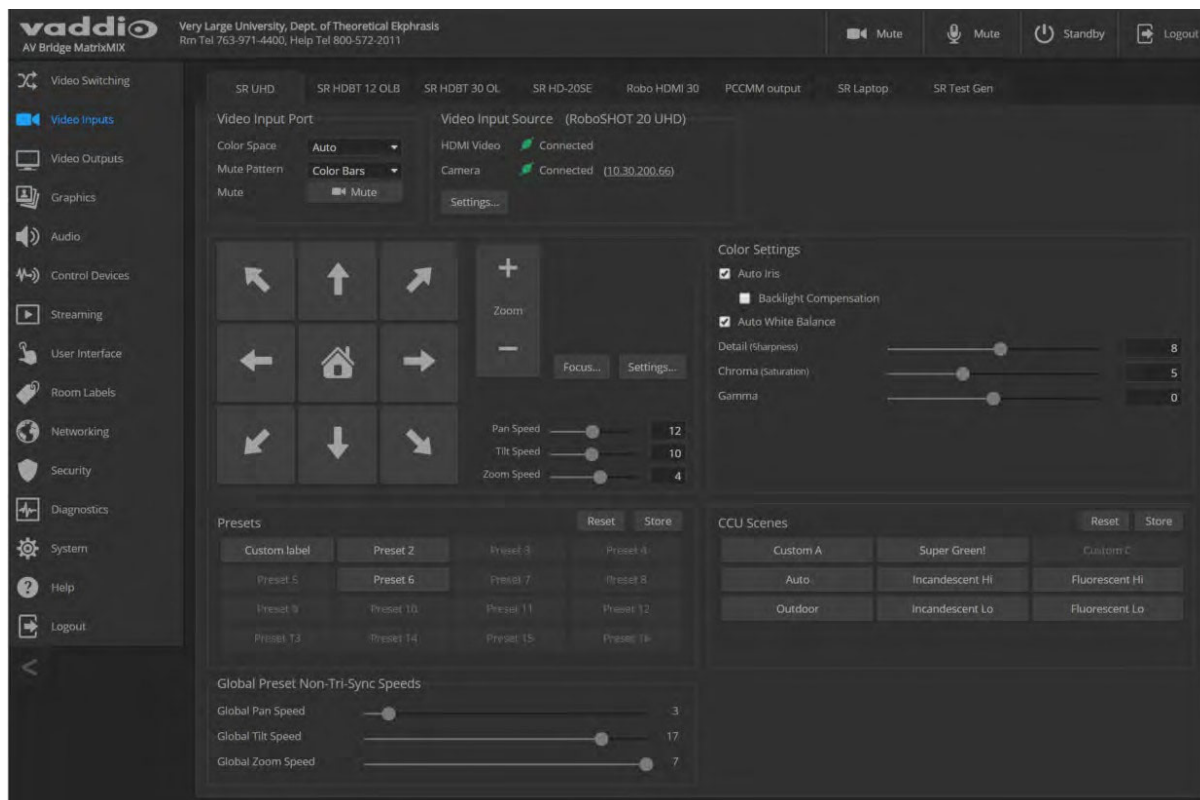 vaddio
AV Bridge MatrixMIX
Very Large University, Dept. of Theoretical Ekphrasis
Rm Tel 763-971-4400, Help Tel 800-572-2011
Mute
Mute
Standby
Logout
Video Switching
Video Inputs
Video Outputs
Graphics
Audio
Control Devices
Streaming
User Interface
Room Labels
Networking
Security
Diagnostics
System
Help
Logout
<
SR UHD SR HDBT 12 OLB SR HDBT 30 OL SR HD-20SE Robo HDMI 30 PCCMM output SR Laptop SR Test Gen
Video Input Port
Color Space Auto
Mute Pattern Color Bars
Mute Mute
Video Input Source (RoboSHOT 20 UHD)
HDMI Video Connected
Camera Connected (10.30.200.66)
Settings...
+
Zoom
−
Focus... Settings...
Pan Speed 12
Tilt Speed 10
Zoom Speed 4
Color Settings
Auto Iris
Backlight Compensation
Auto White Balance
Detail (Sharpness) 8
Chroma (Saturation) 5
Gamma 0
Presets Reset Store
Custom label Preset 2 Preset 3 Preset 4
Preset 5 Preset 6 Preset 7 Preset 8
Preset 9 Preset 10 Preset 11 Preset 12
Preset 13 Preset 14 Preset 15 Preset 16
CCU Scenes Reset Store
Custom A Super Green! Custom C
Auto Incandescent Hi Fluorescent Hi
Outdoor Incandescent Lo Fluorescent Lo
Global Preset Non-Tri-Sync Speeds
Global Pan Speed 3
Global Tilt Speed 17
Global Zoom Speed 7